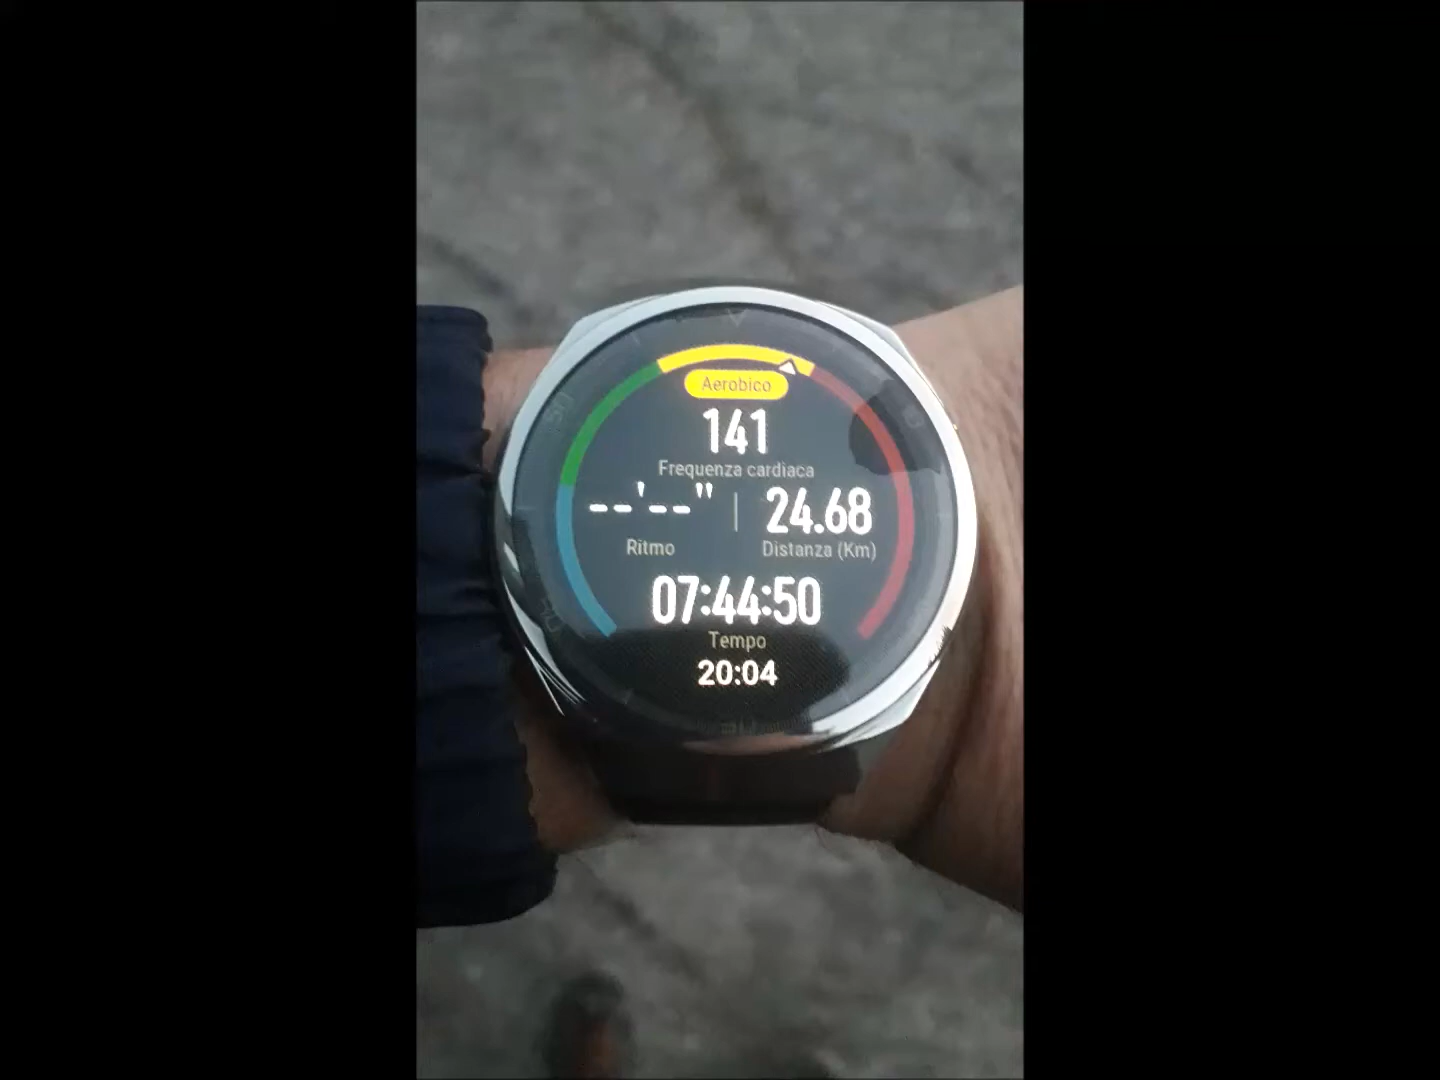 Aerobico
141
Frequenza cardiaca
--'--" | 24.68
Ritmo Distanza (Km)
07:44:50
Tempo
20:04